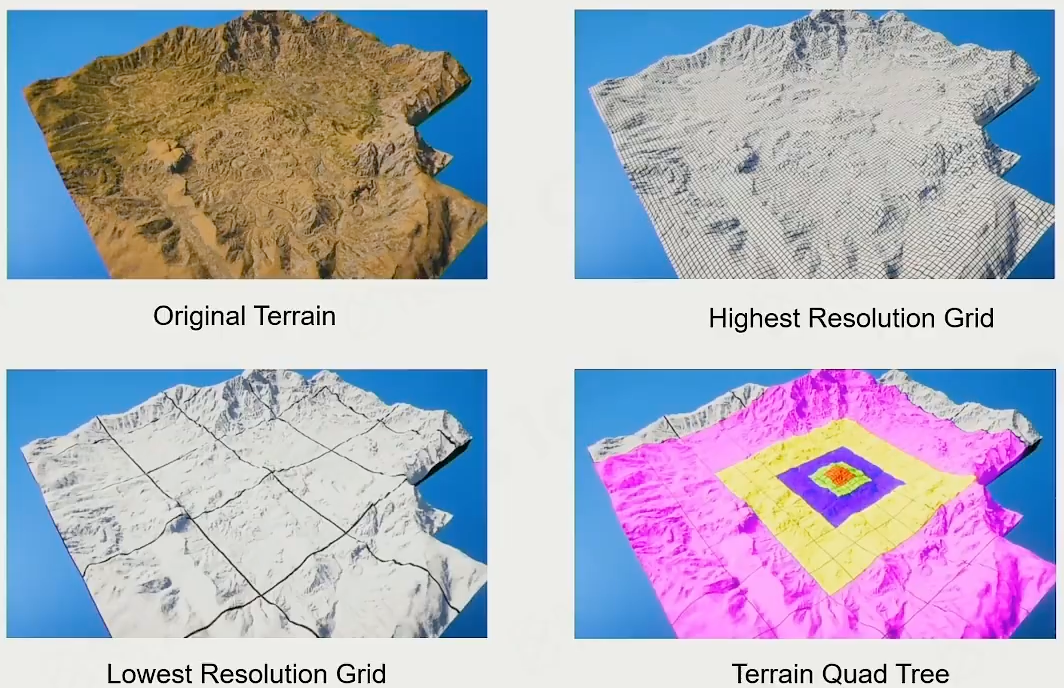 Original Terrain
Highest Resolution Grid
Lowest Resolution Grid
Terrain Quad Tree